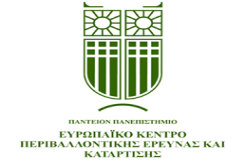 ΠΑΝΤΕΙΟΝ ΠΑΝΕΠΙΣΤΗΜΙΟ
ΕΥΡΩΠΑΪΚΟ ΚΕΝΤΡΟ
ΠΕΡΙΒΑΛΛΟΝΤΙΚΗΣ ΕΡΕΥΝΑΣ ΚΑΙ
ΚΑΤΑΡΤΙΣΗΣ